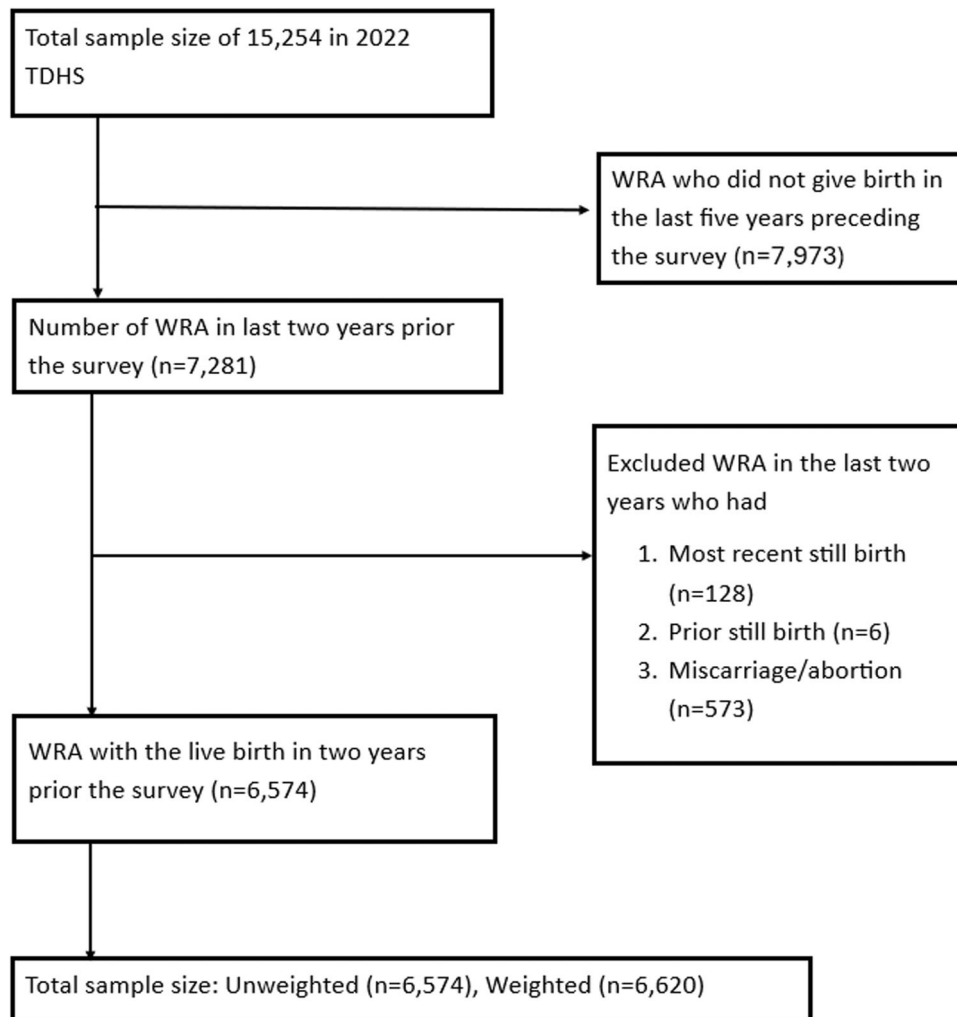 Total sample size of 15,254 in 2022
TDHS
WRA who did not give birth in
the last five years preceding
the survey (n=7,973)
Number of WRA in last two years prior
the survey (n=7,281)
Excluded WRA in the last two
years who had
1. Most recent still birth
(n=128)
2. Prior still birth (n=6)
3. Miscarriage/abortion
(n=573)
WRA with the live birth in two years
prior the survey (n=6,574)
Total sample size: Unweighted (n=6,574), Weighted (n=6,620)